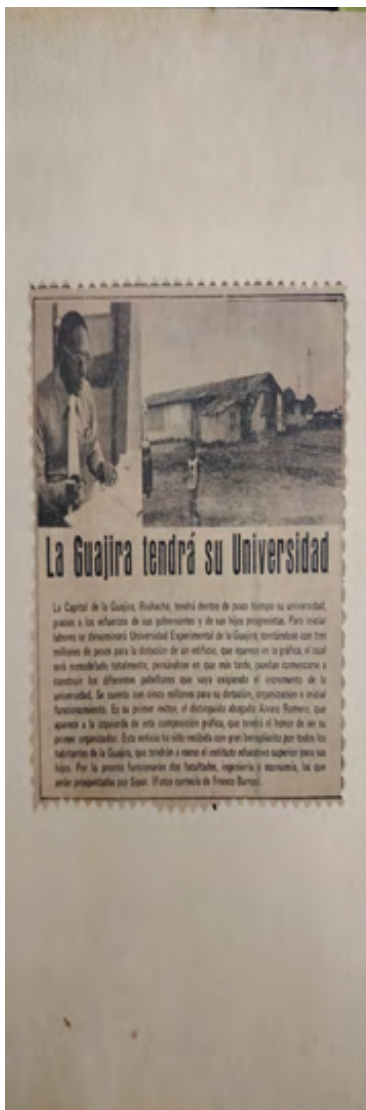 La Guajira tendrá su Universidad
La Capital de la Guajira, Riohacha, tendrá dentro de poco tiempo su universidad,
gracias a los esfuerzos de sus gobernantes y de sus hijos progresistas. Para iniciar
labores se denominará Universidad Experimental de la Guajira, contándose con tres
millones de pesos para la dotación de un edificio, que aparece en la gráfica, el cual
será remodelado totalmente, pensándose en que más tarde, puedan comenzarse a
construir los diferentes pabellones que vaya exigiendo el incremento de la
universidad. Se cuenta con cinco millones para su dotación, organización e inicial
funcionamiento. Es su primer rector, el distinguido abogado Alvaro Romero, que
aparece a la izquierda de esta composición gráfica, que tendrá el honor de ser su
primer organizador. Esta noticia ha sido recibida con gran beneplácito por todos los
habitantes de la Guajira, que tendrán a mano el instituto educativo superior para sus
hijos. Por lo pronto funcionarán dos facultades, ingeniería y economía, las que
serán prospectadas por (Fotos cortesía de Franco Barros).